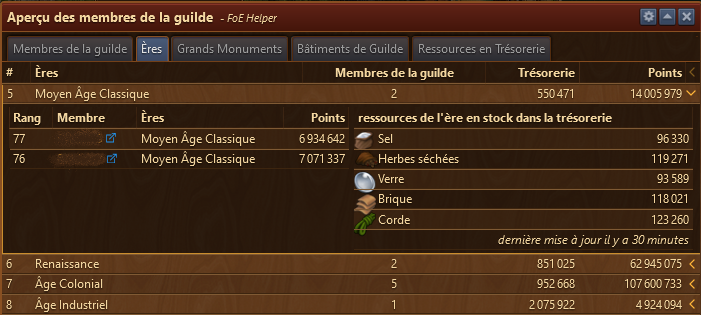 Aperçu des membres de la guilde - FoE Helper
Membres de la guilde Ères Grands Monuments Bâtiments de Guilde Ressources en Trésorerie
# Ères Membres de la guilde Trésorerie Points
5 Moyen Âge Classique 2 550 471 14 005 979
Rang Membre Ères Points ressources de l'ère en stock dans la trésorerie
77 Moyen Âge Classique 6 934 642 Sel 96 330
76 Moyen Âge Classique 7 071 337 Herbes séchées 119 271
Verre 93 589
Brique 118 021
Corde 123 260
dernière mise à jour il y a 30 minutes
6 Renaissance 2 851 025 62 945 075
7 Âge Colonial 5 952 668 107 600 733
8 Âge Industriel 1 2 075 922 4 924 094